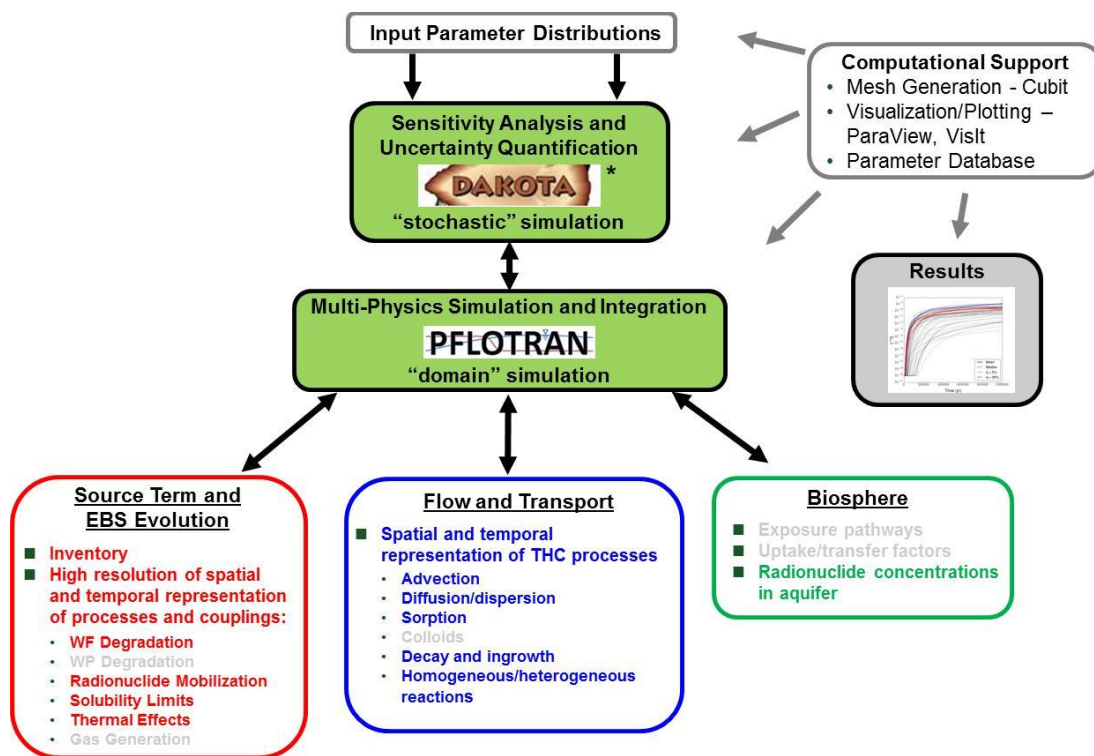 Input Parameter Distributions
Computational Support
• Mesh Generation - Cubit
• Visualization/Plotting –
ParaView, VisIt
• Parameter Database
Sensitivity Analysis and
Uncertainty Quantification
DAKOTA *
“stochastic” simulation
Results
Mean
Median
Time (yr)
Multi-Physics Simulation and Integration
PFLOTRAN
“domain” simulation
Source Term and
EBS Evolution
■ Inventory
■ High resolution of spatial
and temporal representation
of processes and couplings:
• WF Degradation
• WP Degradation
• Radionuclide Mobilization
• Solubility Limits
• Thermal Effects
• Gas Generation
Flow and Transport
■ Spatial and temporal
representation of THC processes
• Advection
• Diffusion/dispersion
• Sorption
• Colloids
• Decay and ingrowth
• Homogeneous/heterogeneous
reactions
Biosphere
■ Exposure pathways
■ Uptake/transfer factors
■ Radionuclide concentrations
in aquifer